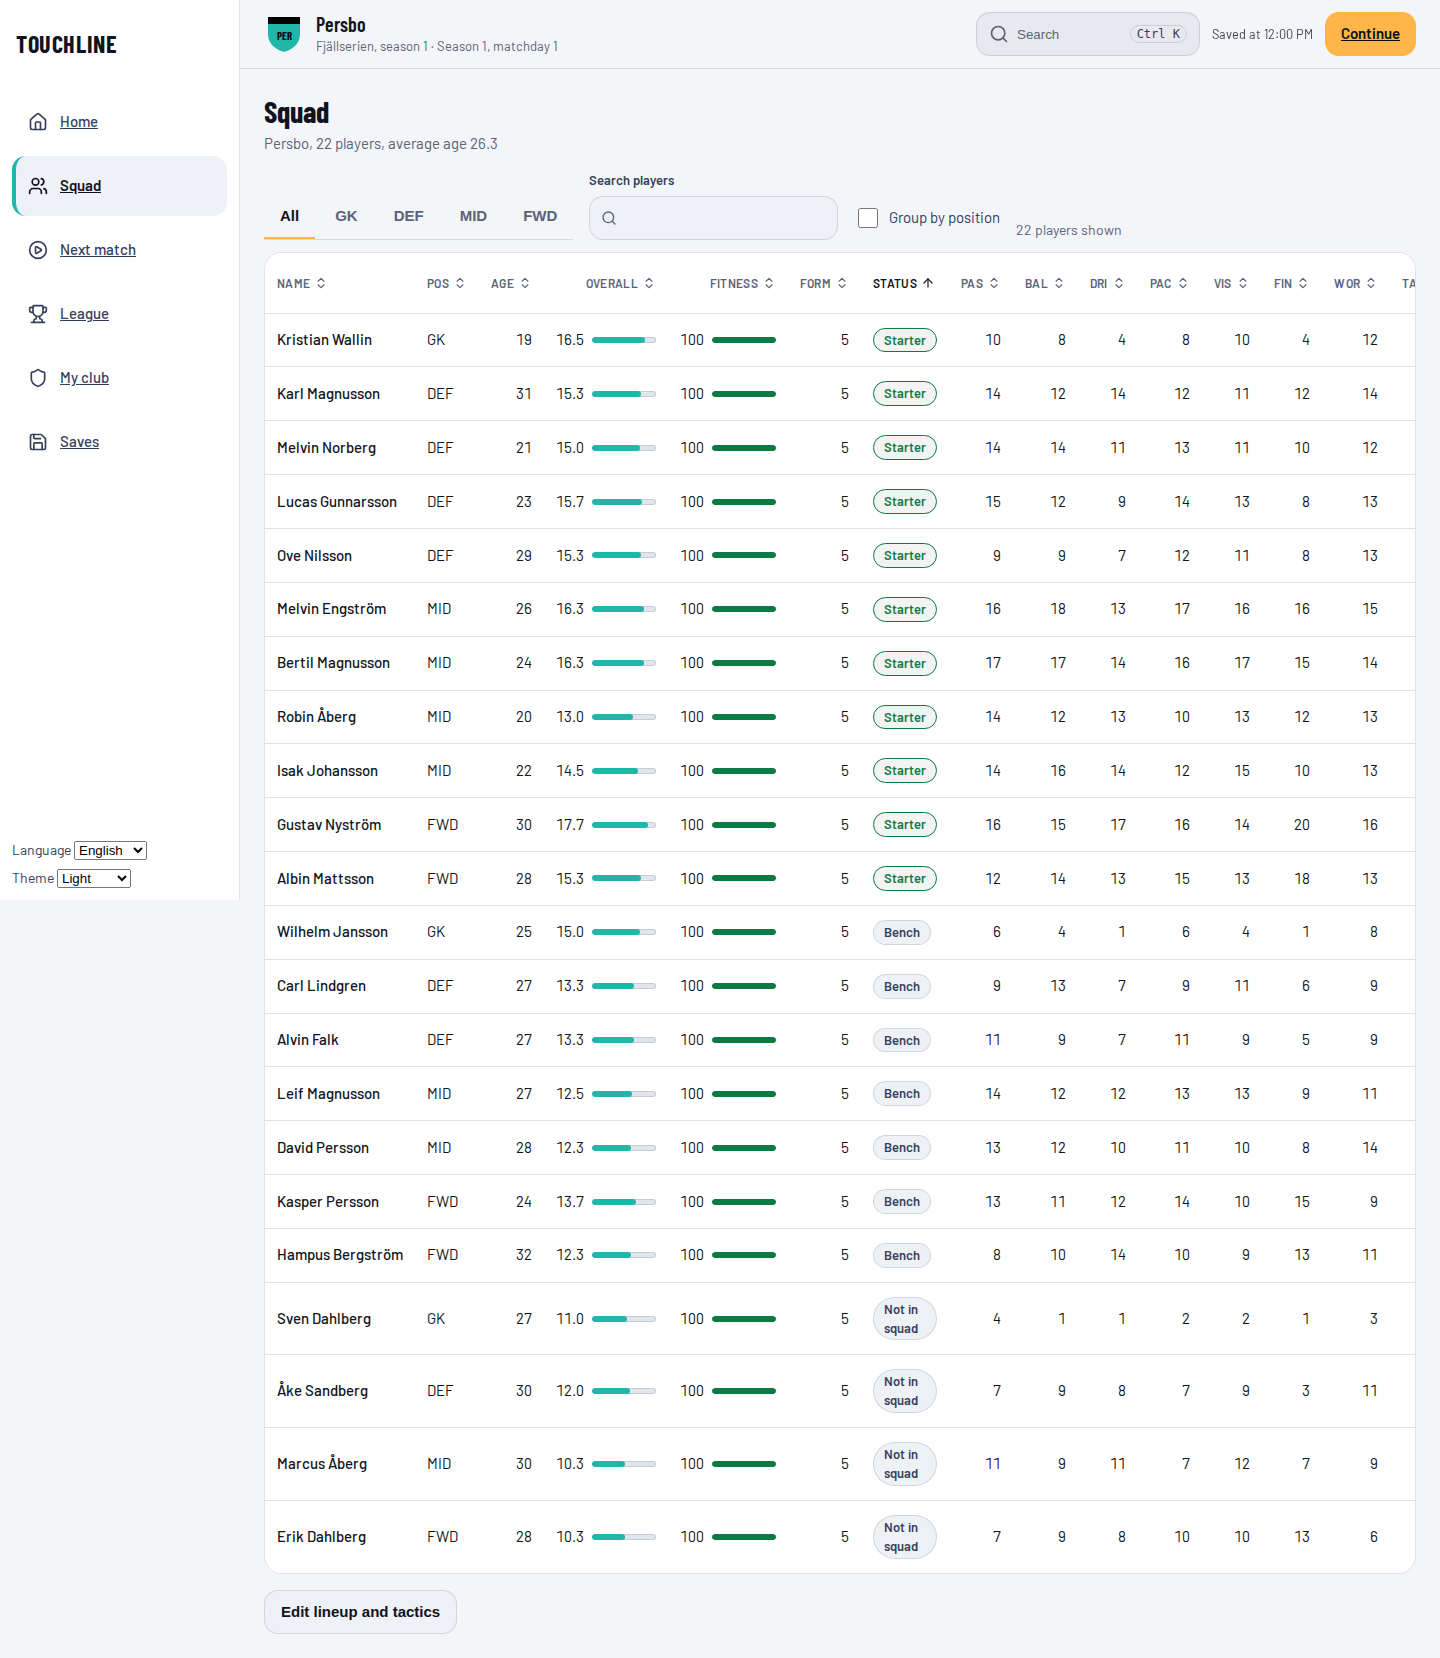 TOUCHLINE
PER
Persbo
Fjällserien, season 1 · Season 1, matchday 1
Search
Ctrl K
Saved at 12:00 PM
Continue
Home
Squad
Next match
League
My club
Saves
Language English
Theme Light
Squad
Persbo, 22 players, average age 26.3
Search players
All GK DEF MID FWD
Group by position
22 players shown
NAME POS AGE OVERALL FITNESS FORM STATUS PAS BAL DRI PAC VIS FIN WOR TA
Kristian Wallin GK 19 16.5 100 5 Starter 10 8 4 8 10 4 12
Karl Magnusson DEF 31 15.3 100 5 Starter 14 12 14 12 11 12 14
Melvin Norberg DEF 21 15.0 100 5 Starter 14 14 11 13 11 10 12
Lucas Gunnarsson DEF 23 15.7 100 5 Starter 15 12 9 14 13 8 13
Ove Nilsson DEF 29 15.3 100 5 Starter 9 9 7 12 11 8 13
Melvin Engström MID 26 16.3 100 5 Starter 16 18 13 17 16 16 15
Bertil Magnusson MID 24 16.3 100 5 Starter 17 17 14 16 17 15 14
Robin Åberg MID 20 13.0 100 5 Starter 14 12 13 10 13 12 13
Isak Johansson MID 22 14.5 100 5 Starter 14 16 14 12 15 10 13
Gustav Nyström FWD 30 17.7 100 5 Starter 16 15 17 16 14 20 16
Albin Mattsson FWD 28 15.3 100 5 Starter 12 14 13 15 13 18 13
Wilhelm Jansson GK 25 15.0 100 5 Bench 6 4 1 6 4 1 8
Carl Lindgren DEF 27 13.3 100 5 Bench 9 13 7 9 11 6 9
Alvin Falk DEF 27 13.3 100 5 Bench 11 9 7 11 9 5 9
Leif Magnusson MID 27 12.5 100 5 Bench 14 12 12 13 13 9 11
David Persson MID 28 12.3 100 5 Bench 13 12 10 11 10 8 14
Kasper Persson FWD 24 13.7 100 5 Bench 13 11 12 14 10 15 9
Hampus Bergström FWD 32 12.3 100 5 Bench 8 10 14 10 9 13 11
Sven Dahlberg GK 27 11.0 100 5 Not in squad 4 1 1 2 2 1 3
Åke Sandberg DEF 30 12.0 100 5 Not in squad 7 9 8 7 9 3 11
Marcus Åberg MID 30 10.3 100 5 Not in squad 11 9 11 7 12 7 9
Erik Dahlberg FWD 28 10.3 100 5 Not in squad 7 9 8 10 10 13 6
Edit lineup and tactics